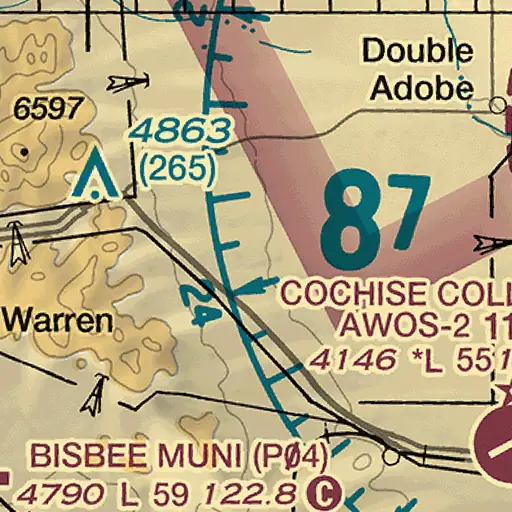 Double
Adobe
6597
4863
(265)
87
24
COCHISE COLL
AWOS-2 11
4146 *L 551
Warren
BISBEE MUNI (PØ4)
4790 L 59 122.8 C